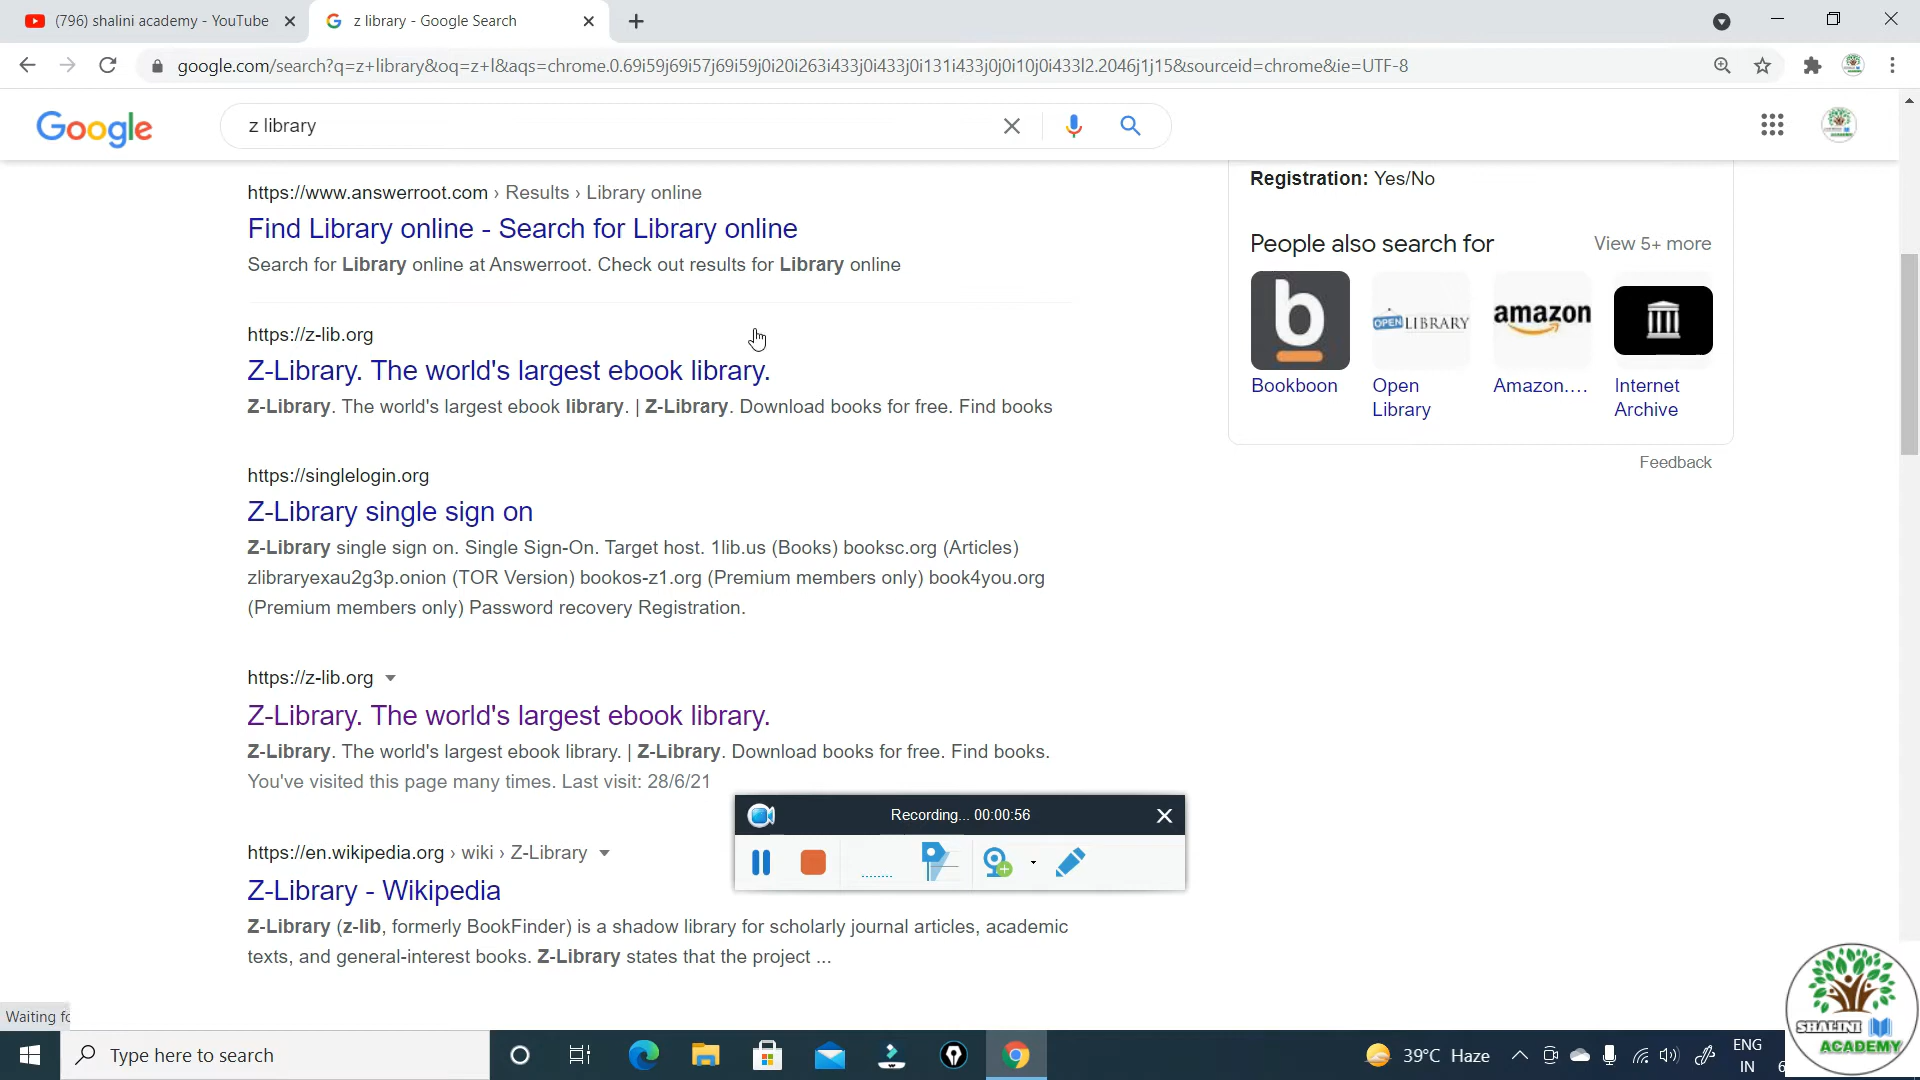 (796) shalini academy - YouTube
z library - Google Search
google.com/search?q=z+library&oq=z+l&aqs=chrome.0.69i59j69i57j69i59j0i20i263i433j0i433j0i131i433j0j0i10j0i433l2.2046j1j15&sourceid=chrome&ie=UTF-8
Google
z library
https://www.answerroot.com › Results › Library online
Find Library online - Search for Library online
Search for Library online at Answerroot. Check out results for Library online
https://z-lib.org
Z-Library. The world's largest ebook library.
Z-Library. The world's largest ebook library. | Z-Library. Download books for free. Find books
https://singlelogin.org
Z-Library single sign on
Z-Library single sign on. Single Sign-On. Target host. 1lib.us (Books) booksc.org (Articles)
zlibraryexau2g3p.onion (TOR Version) bookos-z1.org (Premium members only) book4you.org
(Premium members only) Password recovery Registration.
https://z-lib.org
Z-Library. The world's largest ebook library.
Z-Library. The world's largest ebook library. | Z-Library. Download books for free. Find books.
You've visited this page many times. Last visit: 28/6/21
https://en.wikipedia.org › wiki › Z-Library
Z-Library - Wikipedia
Z-Library (z-lib, formerly BookFinder) is a shadow library for scholarly journal articles, academic
texts, and general-interest books. Z-Library states that the project ...
Registration: Yes/No
People also search for
View 5+ more
b
OPEN LIBRARY
amazon
Bookboon
Open
Library
Amazon....
Internet
Archive
Feedback
Recording... 00:00:56
Waiting fo
Type here to search
39°C Haze
ENG
IN
SHALINI
ACADEMY